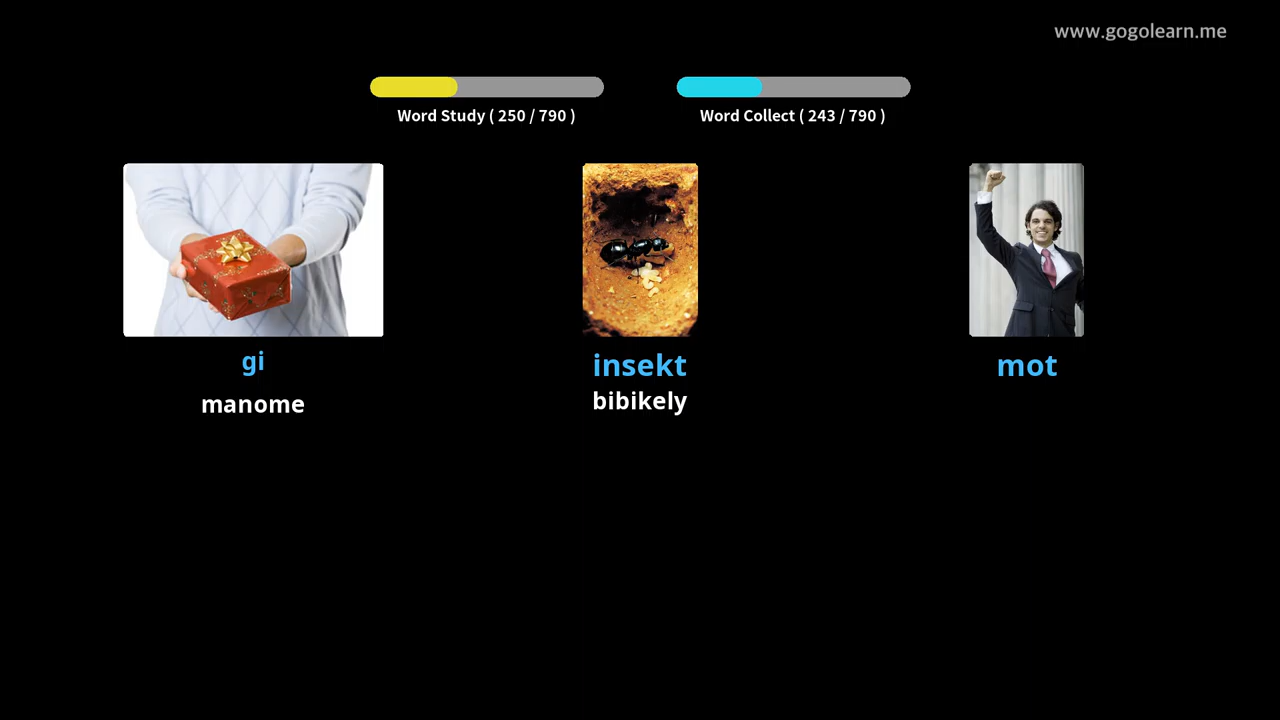 www.gogolearn.me
Word Study ( 250 / 790 )
Word Collect ( 243 / 790 )
gi
manome
insekt
bibikely
mot